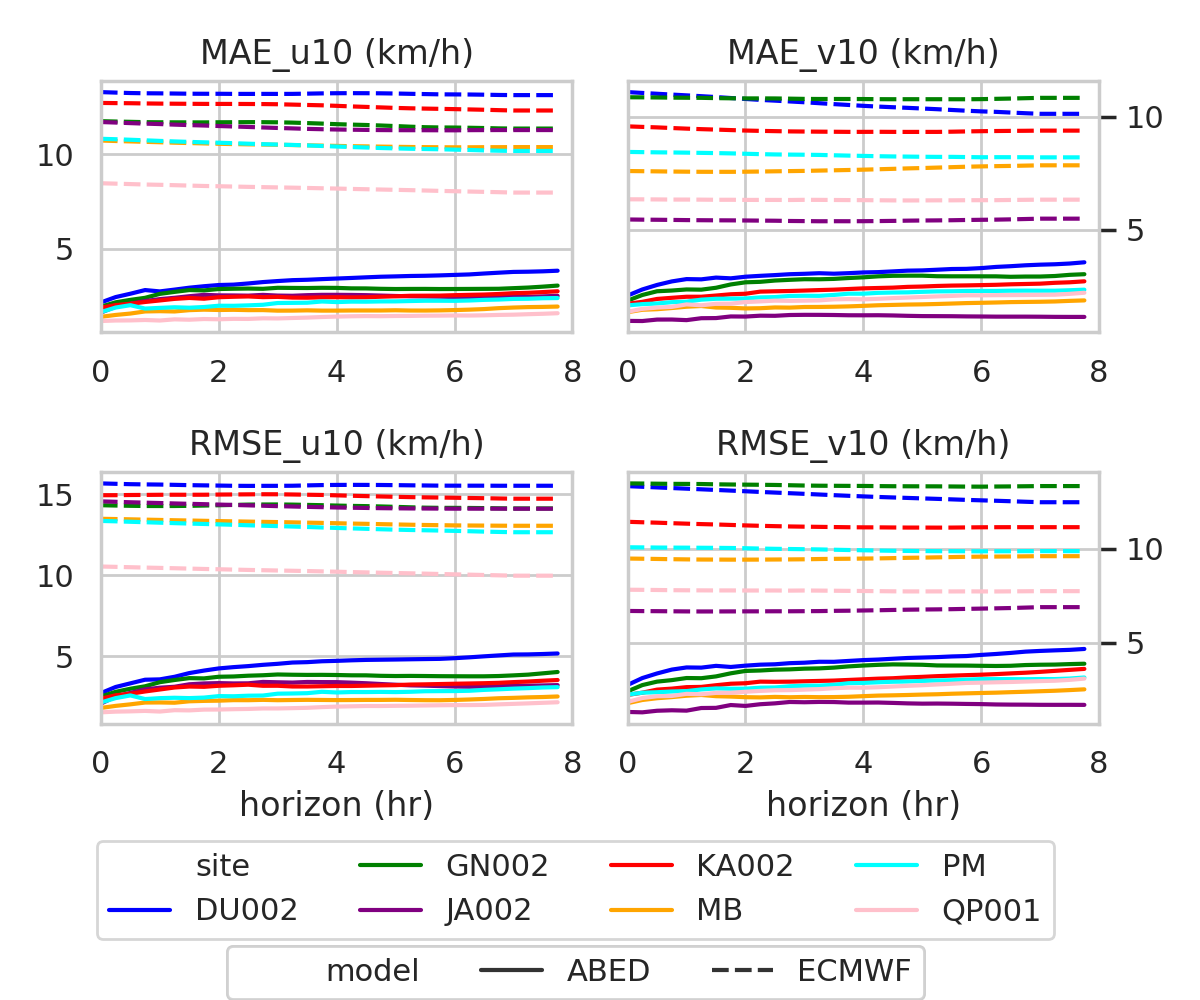 MAE_u10 (km/h) MAE_v10 (km/h)
10 10
5 5
0 2 4 6 8 0 2 4 6 8
RMSE_u10 (km/h) RMSE_v10 (km/h)
15
10 10
5 5
0 2 4 6 8 0 2 4 6 8
horizon (hr) horizon (hr)
site GN002 KA002 PM
DU002 JA002 MB QP001
model ABED ECMWF